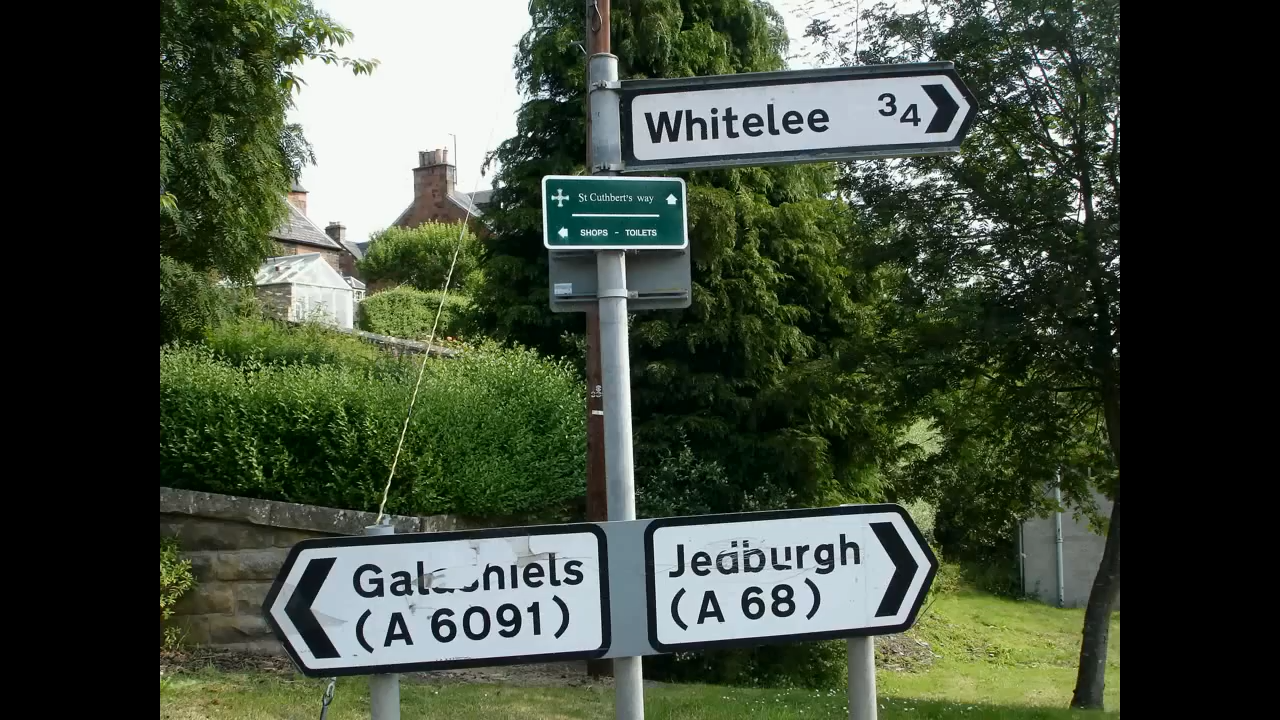 Whitelee 3/4
St Cuthbert's way
SHOPS - TOILETS
Galashiels
(A 6091)
Jedburgh
(A 68)